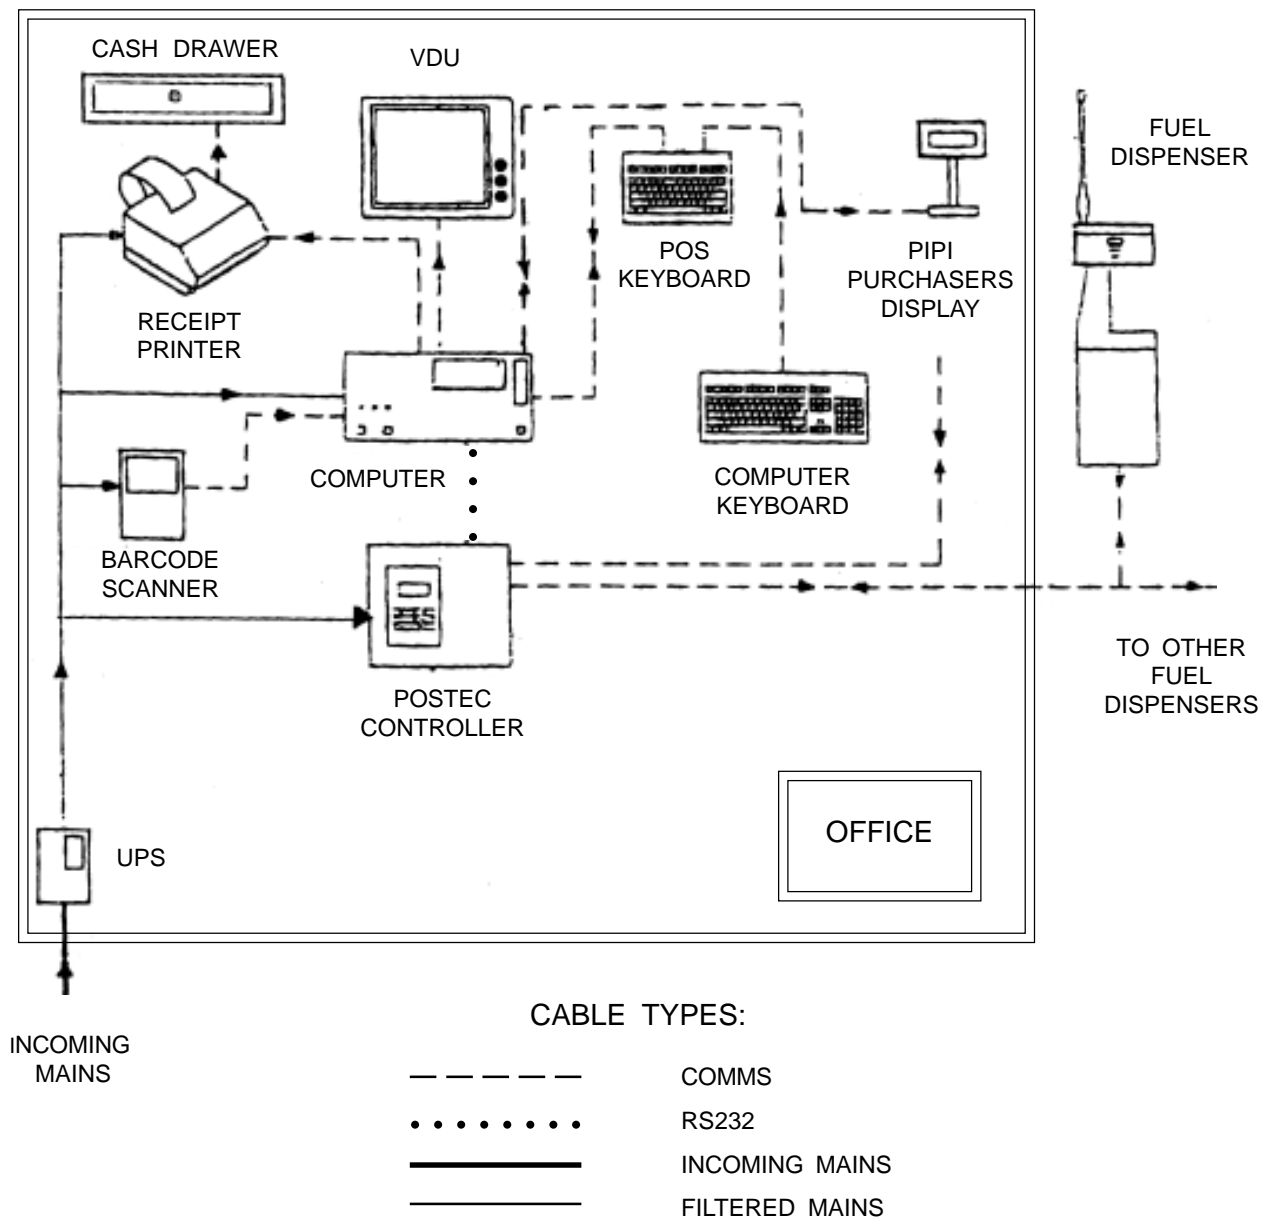 CASH DRAWER
VDU
FUEL
DISPENSER
POS
KEYBOARD
PIPI
PURCHASERS
DISPLAY
RECEIPT
PRINTER
COMPUTER
COMPUTER
KEYBOARD
BARCODE
SCANNER
TO OTHER
FUEL
DISPENSERS
POSTEC
CONTROLLER
OFFICE
UPS
INCOMING
MAINS
CABLE TYPES:
COMMS
RS232
INCOMING MAINS
FILTERED MAINS